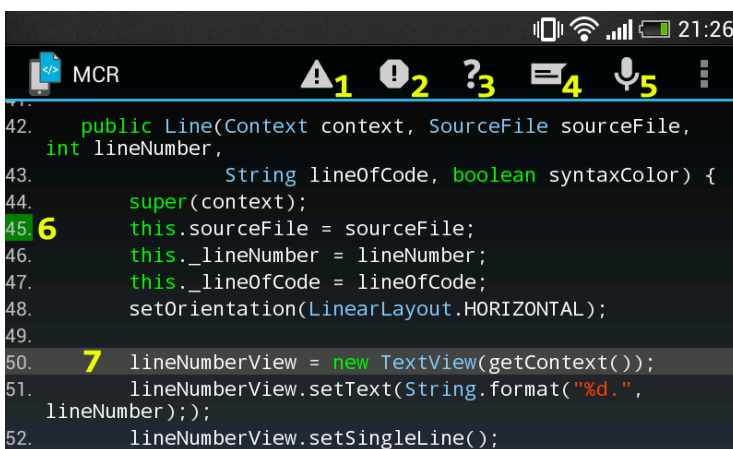 21:26
</> MCR 1 2 ? 3 4 5
41.
42. public Line(Context context, SourceFile sourceFile,
int lineNumber,
43. String lineOfCode, boolean syntaxColor) {
44. super(context);
45. 6 this.sourceFile = sourceFile;
46. this._lineNumber = lineNumber;
47. this._lineOfCode = lineOfCode;
48. setOrientation(LinearLayout.HORIZONTAL);
49.
50. 7 lineNumberView = new TextView(getContext());
51. lineNumberView.setText(String.format("%d.",
lineNumber););
52. lineNumberView.setSingleLine();